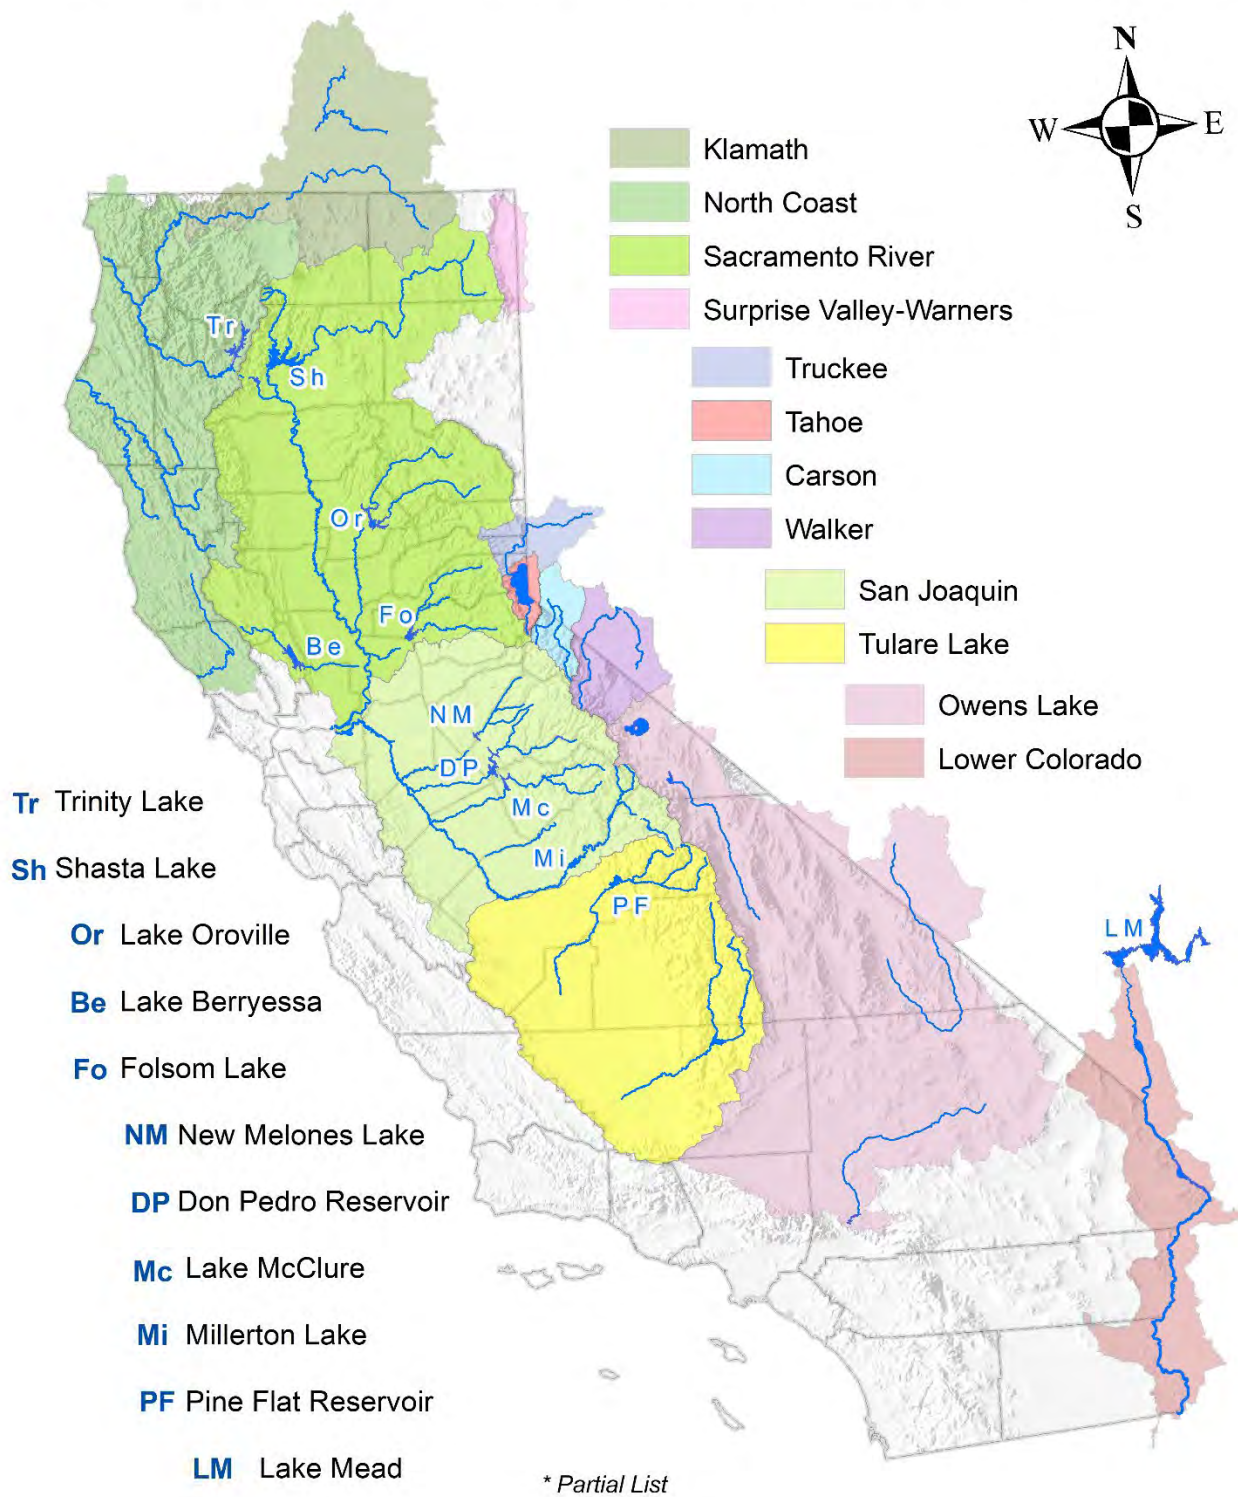 N
W E
S
Klamath
North Coast
Sacramento River
Surprise Valley-Warners
Truckee
Tahoe
Carson
Walker
San Joaquin
Tulare Lake
Owens Lake
Lower Colorado
Tr
Sh
Or
Fo
Be
NM
DP
Mc
Mi
PF
LM
Tr Trinity Lake
Sh Shasta Lake
Or Lake Oroville
Be Lake Berryessa
Fo Folsom Lake
NM New Melones Lake
DP Don Pedro Reservoir
Mc Lake McClure
Mi Millerton Lake
PF Pine Flat Reservoir
LM Lake Mead
* Partial List